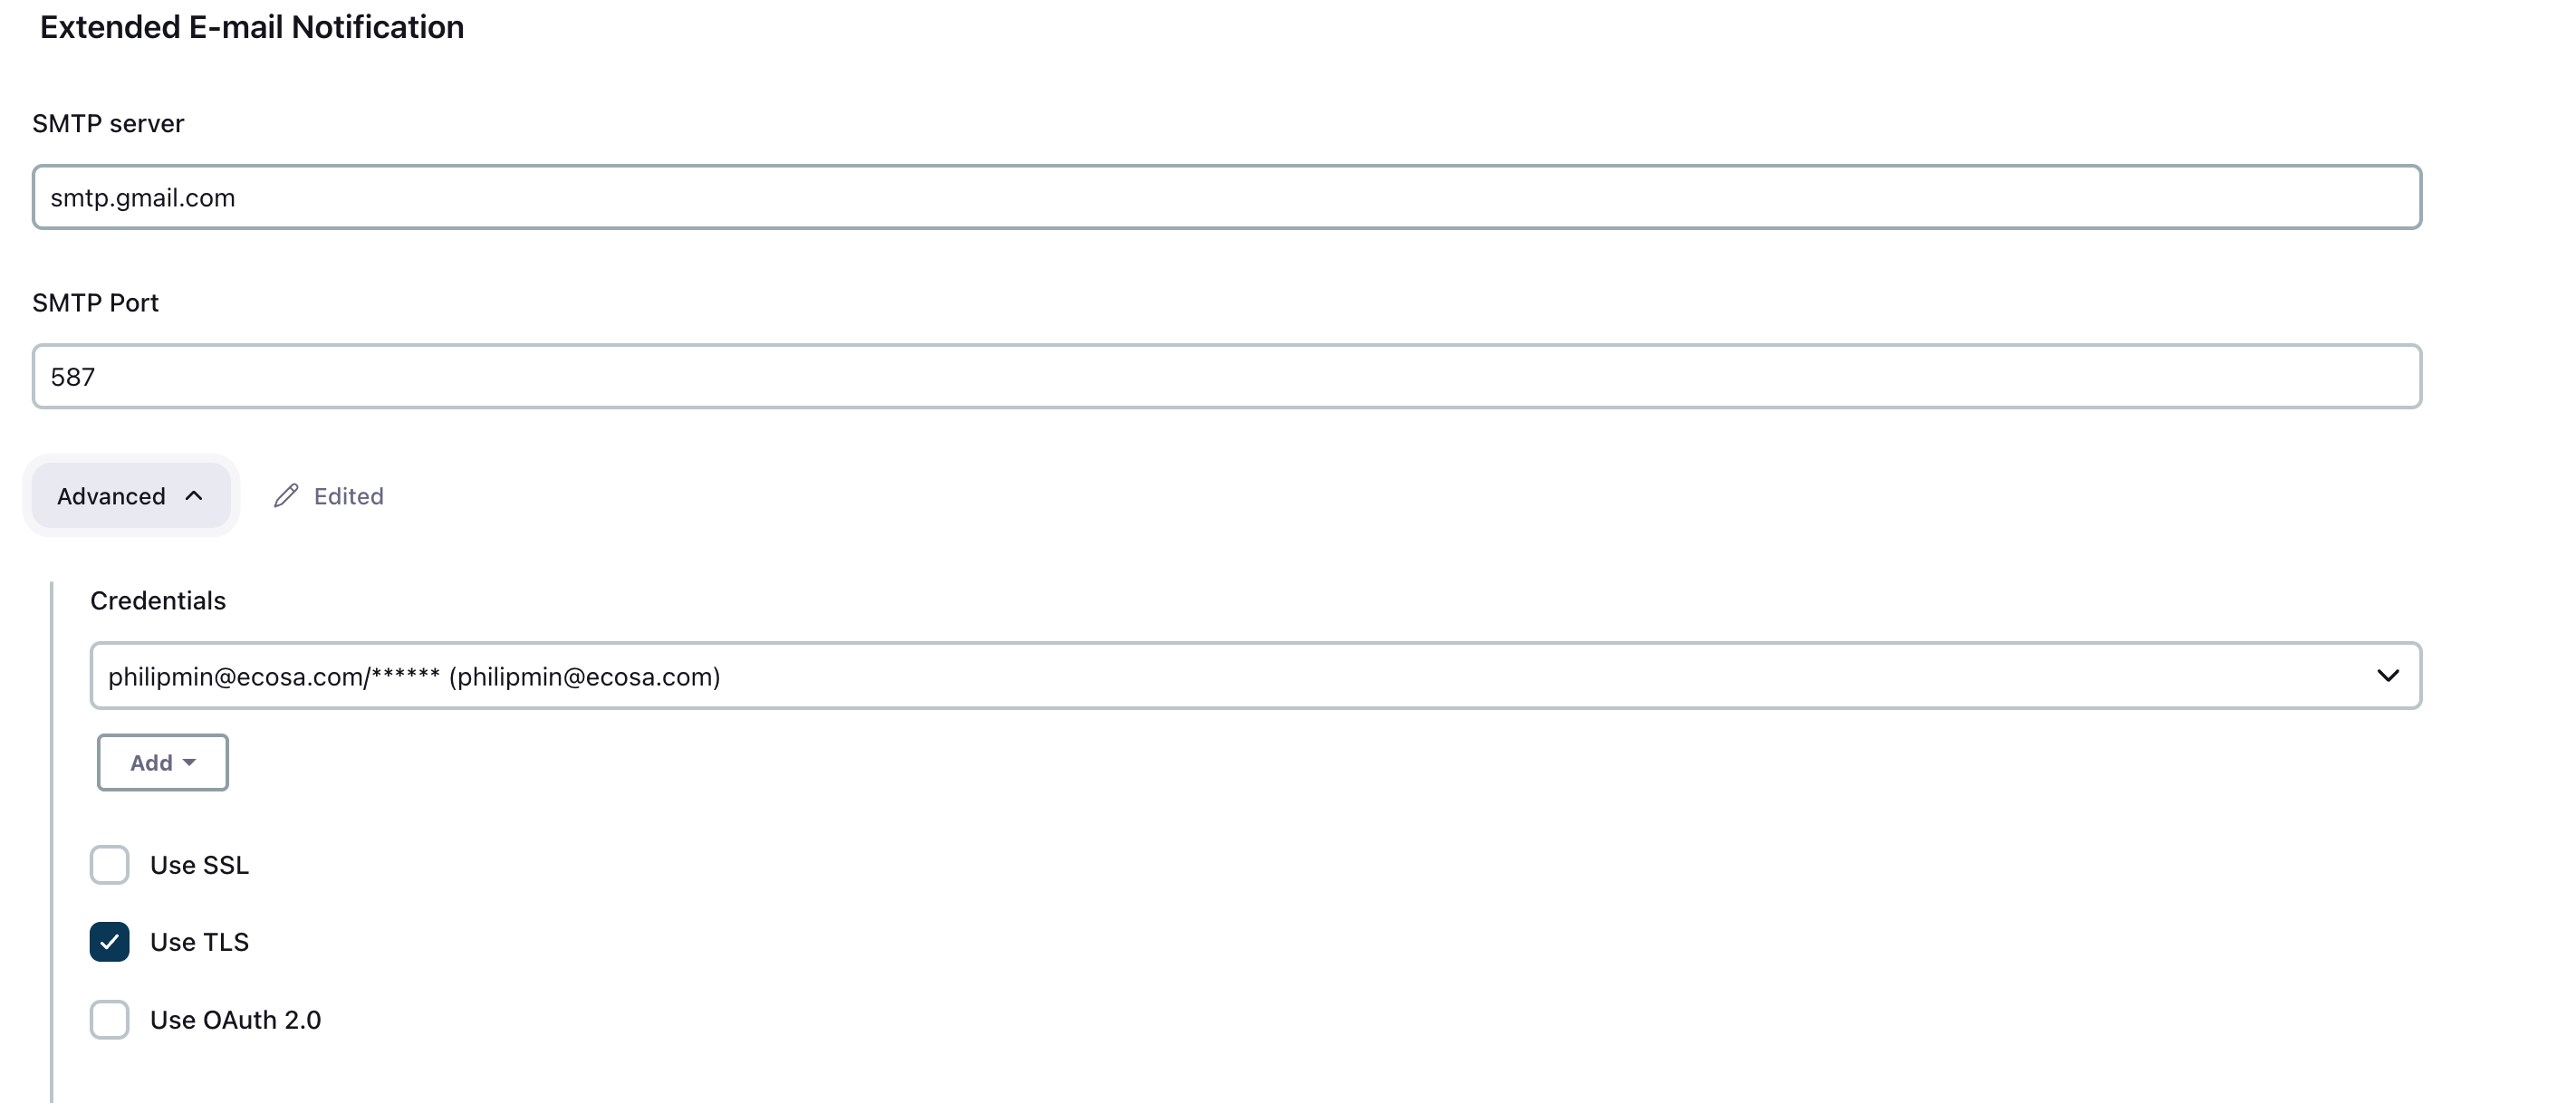 Extended E-mail Notification
SMTP server
smtp.gmail.com
SMTP Port
587
Advanced
Edited
Credentials
philipmin@ecosa.com/****** (philipmin@ecosa.com)
Add
Use SSL
Use TLS
Use OAuth 2.0